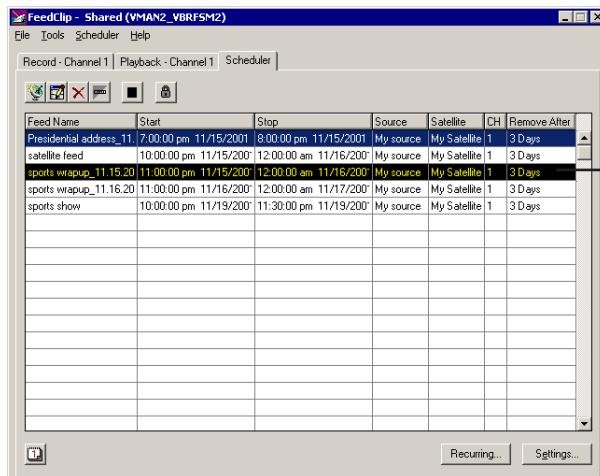 FeedClip - Shared (VMAN2_VBRFSM2)
File Tools Scheduler Help
Record - Channel 1 Playback - Channel 1 Scheduler
Feed Name Start Stop Source Satellite CH Remove After
Presidential address_11. 7:00:00 pm 11/15/2001 8:00:00 pm 11/15/2001 My source My Satellite 1 3 Days
satellite feed 10:00:00 pm 11/15/200 12:00:00 am 11/16/200 My source My Satellite 1 3 Days
sports wrapup_11.15.20 11:00:00 pm 11/15/200 12:00:00 am 11/16/200 My source My Satellite 1 3 Days
sports wrapup_11.16.20 11:00:00 pm 11/16/200 12:00:00 am 11/17/200 My source My Satellite 1 3 Days
sports show 10:00:00 pm 11/19/200 11:30:00 pm 11/19/200 My source My Satellite 1 3 Days
1 Recurring... Settings...